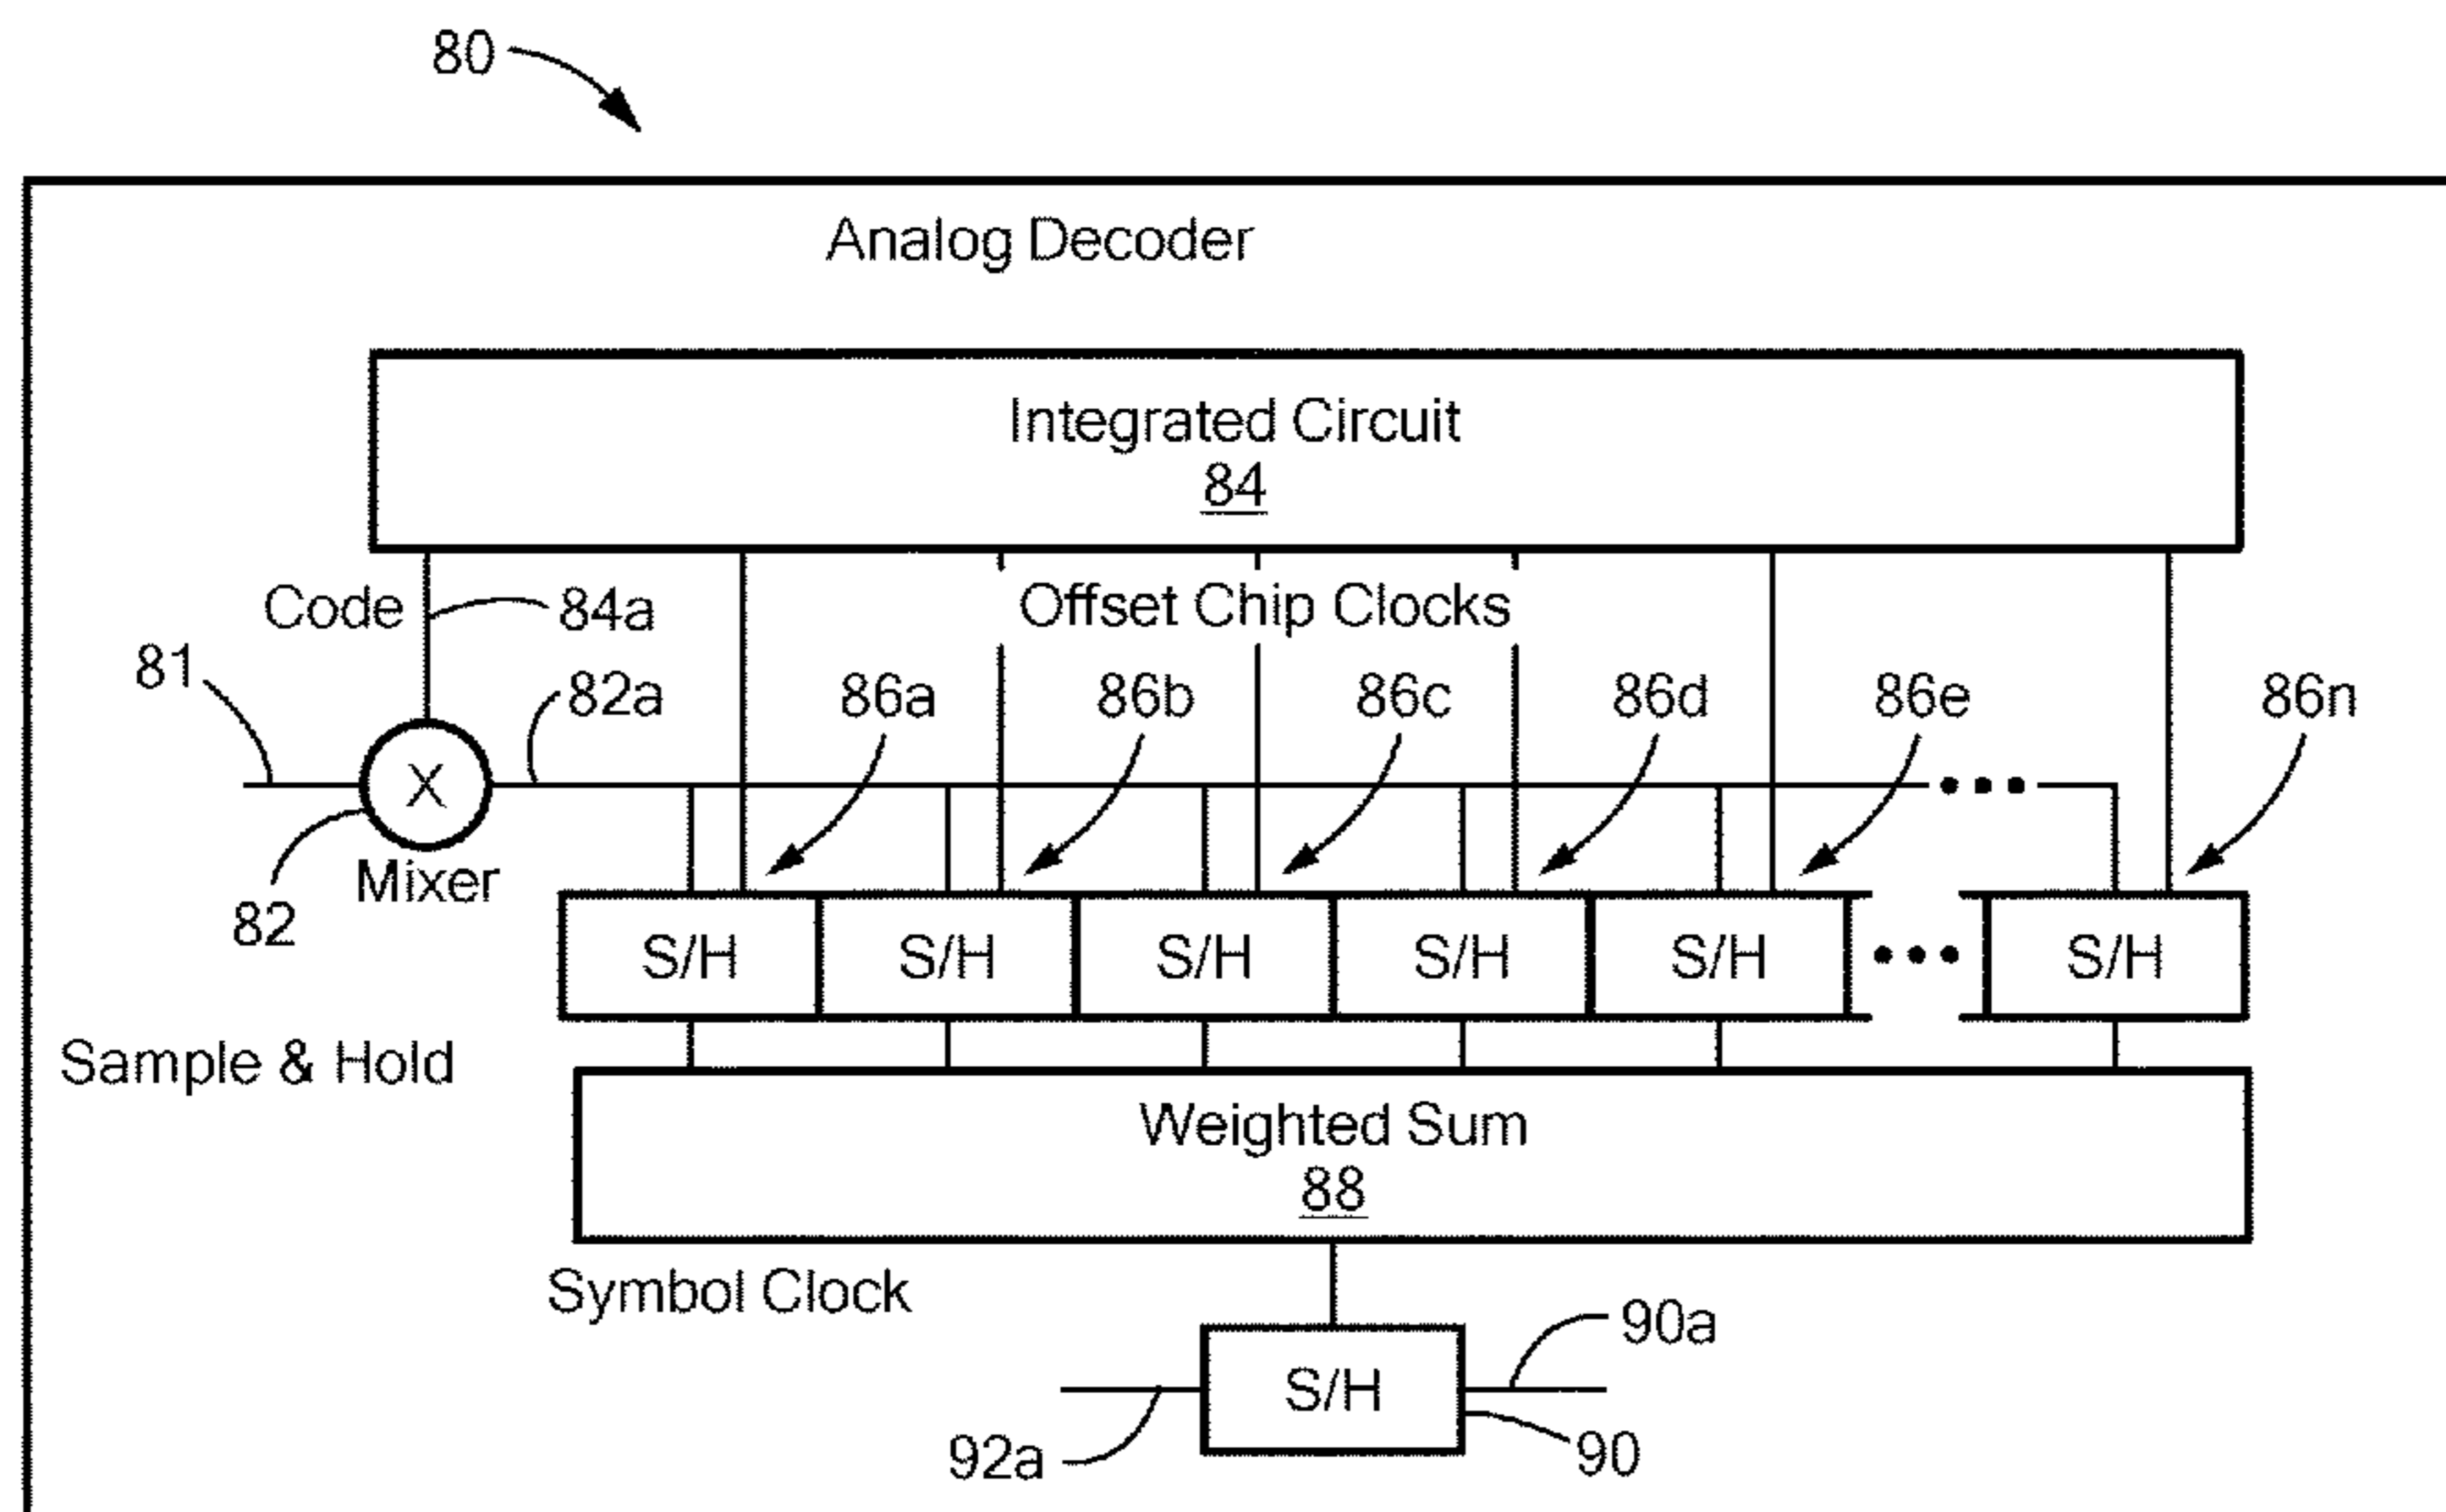 80
Analog Decoder
Integrated Circuit
84
Code
84a
Offset Chip Clocks
81
82a
86a
86b
86c
86d
86e
86n
X
Mixer
82
S/H
S/H
S/H
S/H
S/H
S/H
Sample & Hold
Weighted Sum
88
Symbol Clock
90a
S/H
92a
90